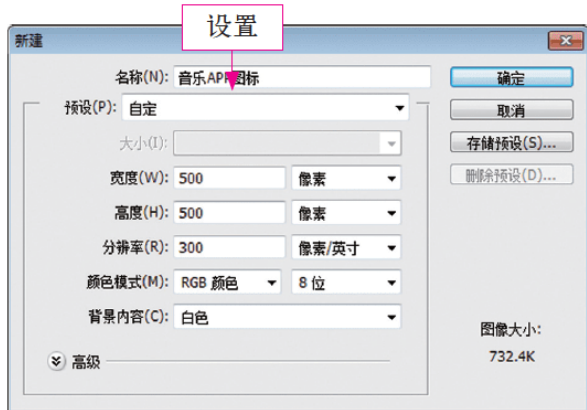 设置
新建
名称(N): 音乐APP图标
确定
预设(P): 自定
取消
大小(I):
存储预设(S)...
宽度(W): 500 像素
删除预设(D)...
高度(H): 500 像素
分辨率(R): 300 像素/英寸
颜色模式(M): RGB 颜色 8 位
背景内容(C): 白色
图像大小:
732.4K
高级